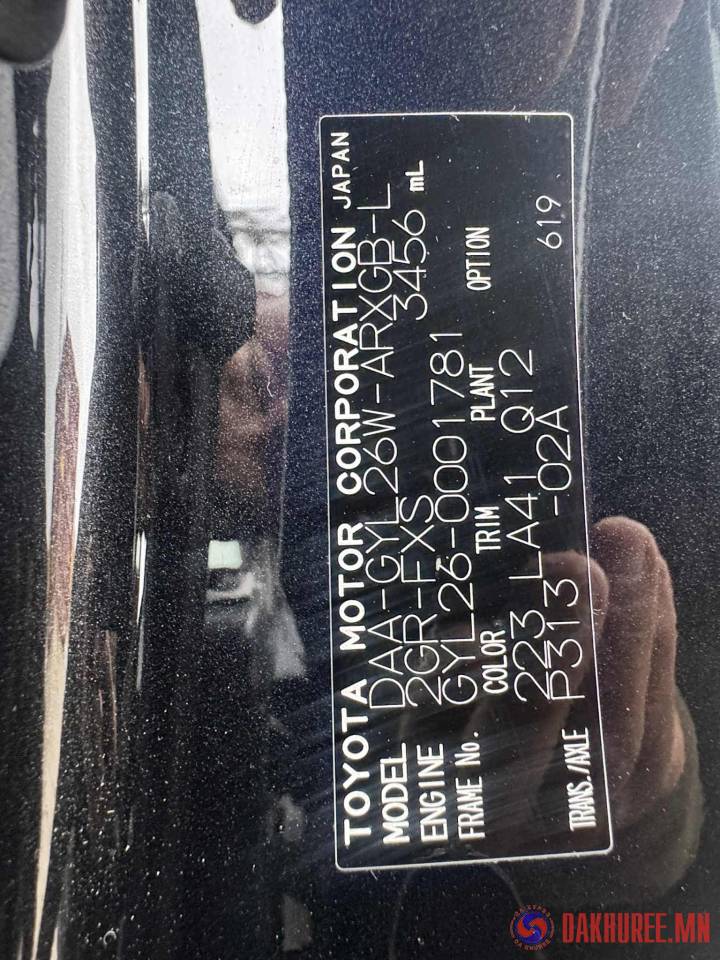 TOYOTA MOTOR CORPORATION JAPAN
MODEL DAA-GYL26W-ARXGB-L
ENGINE 2GR-FXS 3456 mL
FRAME No. GYL26-0001781
COLOR TRIM PLANT OPTION
223 LA41 Q12
TRANS./AXLE P313 -02A 619
DAKHUREE.MN